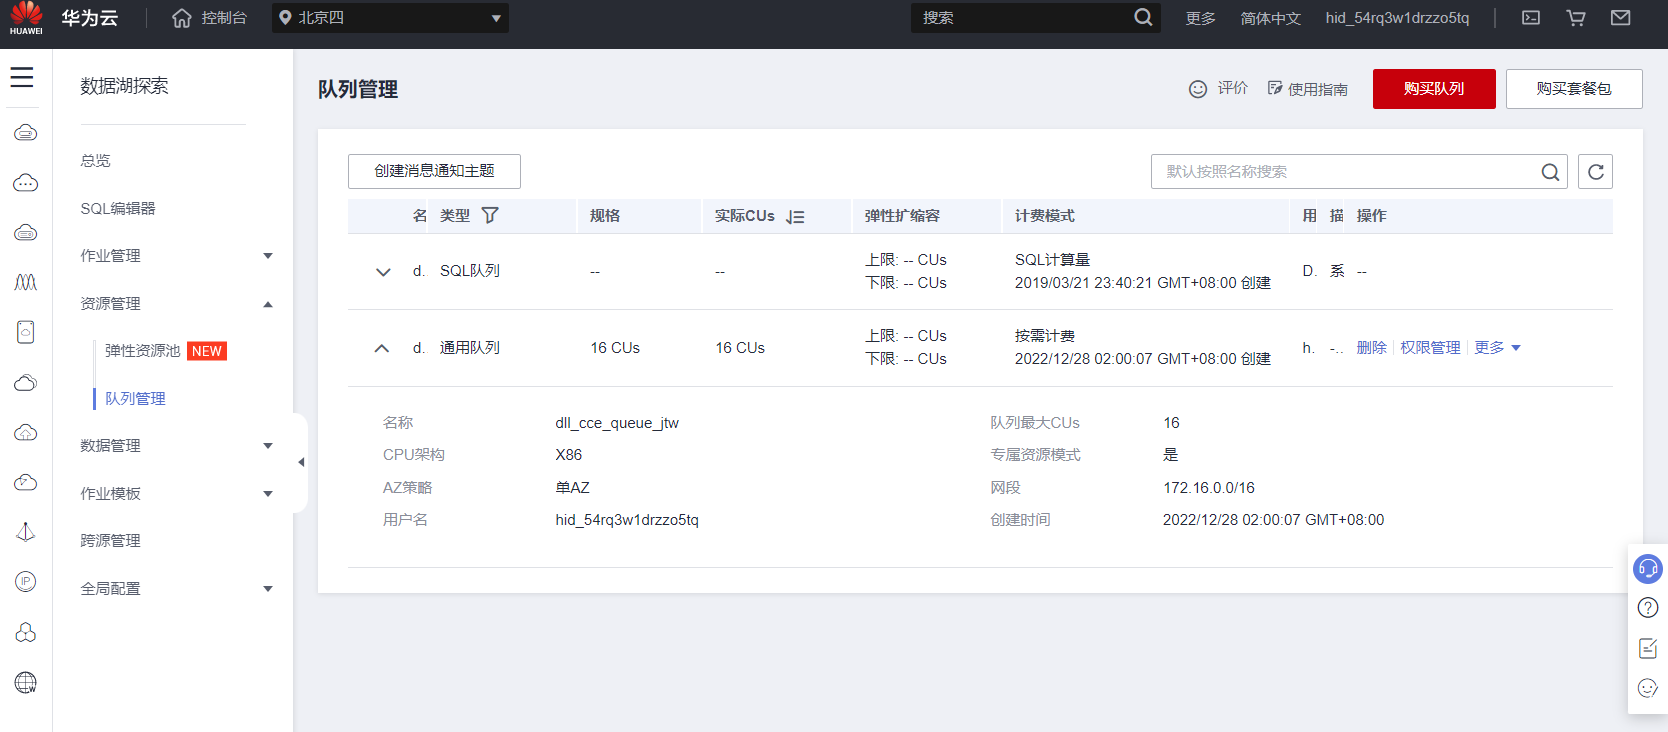 HUAWEI
华为云
控制台
北京四
搜索
更多
简体中文
hid_54rq3w1drzzo5tq
数据湖探索
总览
SQL编辑器
作业管理
资源管理
弹性资源池 NEW
队列管理
数据管理
作业模板
跨源管理
全局配置
IP
W
队列管理
评价
使用指南
购买队列
购买套餐包
创建消息通知主题
默认按照名称搜索
名 类型 规格 实际CUs 弹性扩缩容 计费模式 用 描 操作
d. SQL队列 -- --
上限: -- CUs
下限: -- CUs
SQL计算量
2019/03/21 23:40:21 GMT+08:00 创建
D. 系 --
d. 通用队列 16 CUs 16 CUs
上限: -- CUs
下限: -- CUs
按需计费
2022/12/28 02:00:07 GMT+08:00 创建
h. -.. 删除 权限管理 更多
名称 dll_cce_queue_jtw 队列最大CUs 16
CPU架构 X86 专属资源模式 是
AZ策略 单AZ 网段 172.16.0.0/16
用户名 hid_54rq3w1drzzo5tq 创建时间 2022/12/28 02:00:07 GMT+08:00